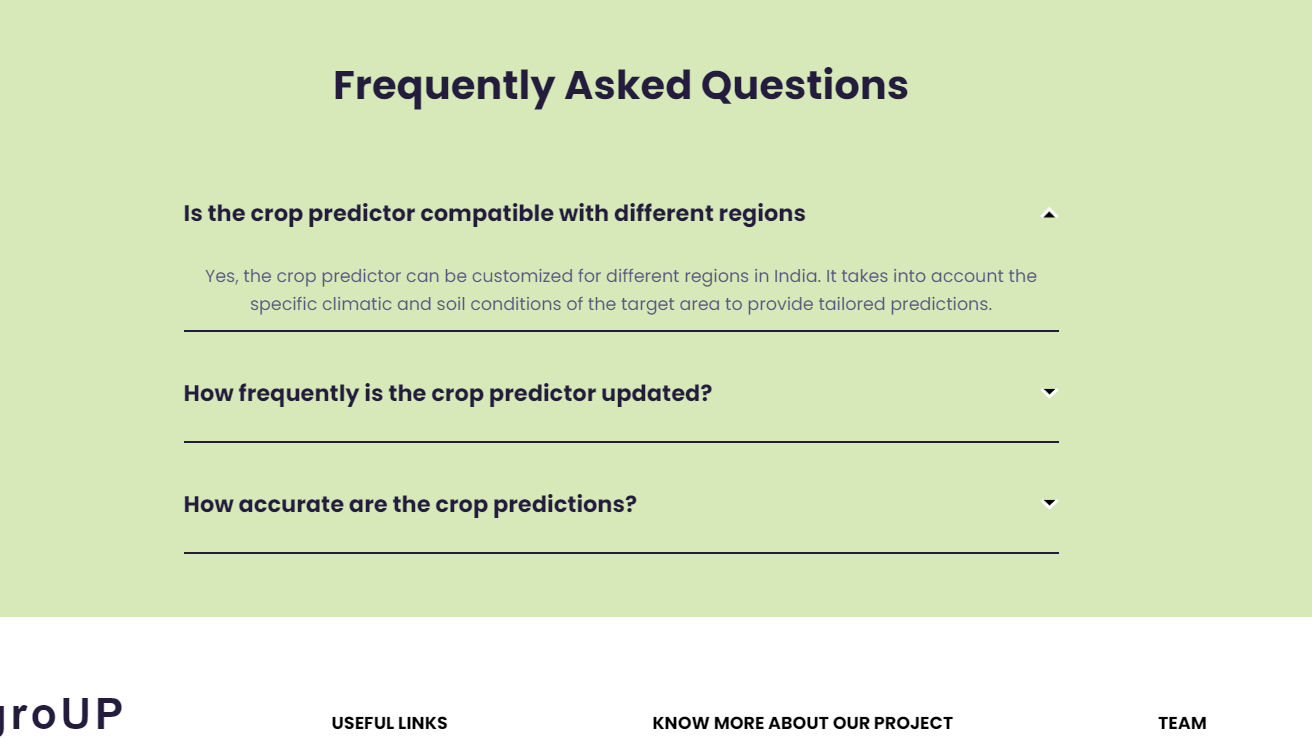 Frequently Asked Questions
Is the crop predictor compatible with different regions
Yes, the crop predictor can be customized for different regions in India. It takes into account the
specific climatic and soil conditions of the target area to provide tailored predictions.
How frequently is the crop predictor updated?
How accurate are the crop predictions?
groUP
USEFUL LINKS
KNOW MORE ABOUT OUR PROJECT
TEAM